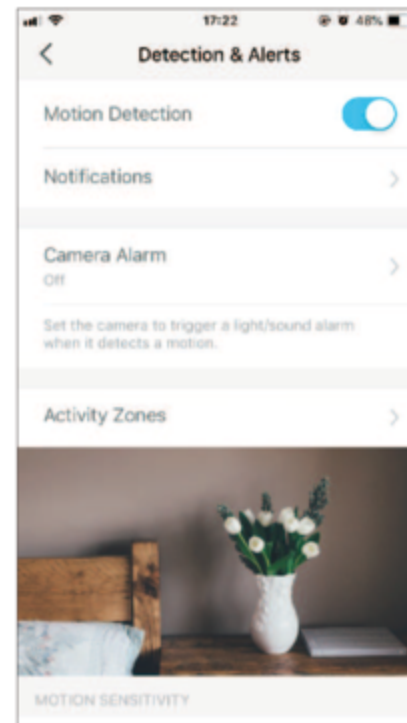 17:22
48%
Detection & Alerts
Motion Detection
Notifications
Camera Alarm
Off
Set the camera to trigger a light/sound alarm
when it detects a motion.
Activity Zones
MOTION SENSITIVITY